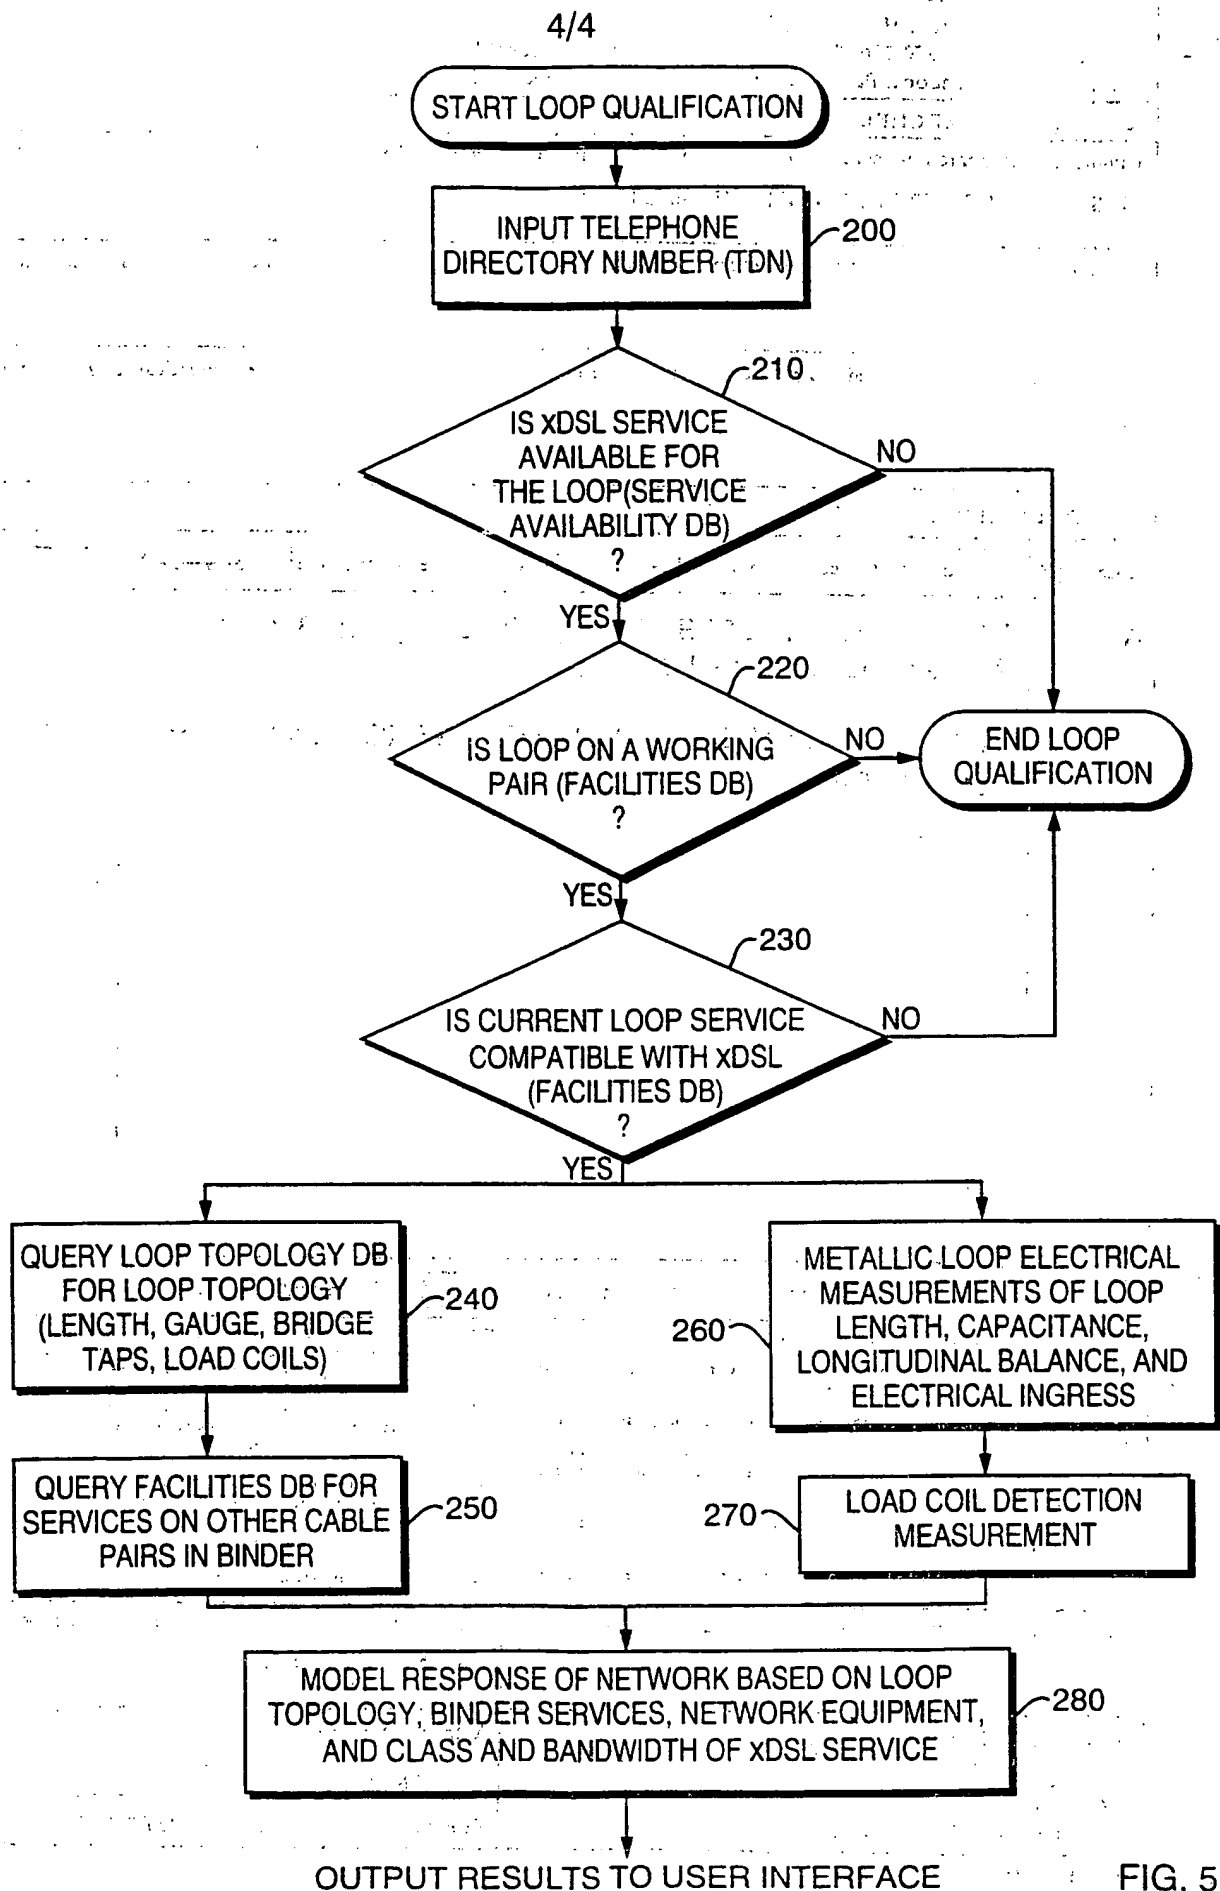 4/4
START LOOP QUALIFICATION
INPUT TELEPHONE
DIRECTORY NUMBER (TDN)
200
210
IS xDSL SERVICE
AVAILABLE FOR
THE LOOP(SERVICE
AVAILABILITY DB)
?
NO
YES
220
IS LOOP ON A WORKING
PAIR (FACILITIES DB)
?
NO
END LOOP
QUALIFICATION
YES
230
IS CURRENT LOOP SERVICE
COMPATIBLE WITH xDSL
(FACILITIES DB)
?
NO
YES
QUERY LOOP TOPOLOGY DB
FOR LOOP TOPOLOGY
(LENGTH, GAUGE, BRIDGE
TAPS, LOAD COILS)
240
260
METALLIC LOOP ELECTRICAL
MEASUREMENTS OF LOOP
LENGTH, CAPACITANCE,
LONGITUDINAL BALANCE, AND
ELECTRICAL INGRESS
QUERY FACILITIES DB FOR
SERVICES ON OTHER CABLE
PAIRS IN BINDER
250
270
LOAD COIL DETECTION
MEASUREMENT
MODEL RESPONSE OF NETWORK BASED ON LOOP
TOPOLOGY, BINDER SERVICES, NETWORK EQUIPMENT,
AND CLASS AND BANDWIDTH OF xDSL SERVICE
280
OUTPUT RESULTS TO USER INTERFACE
FIG. 5